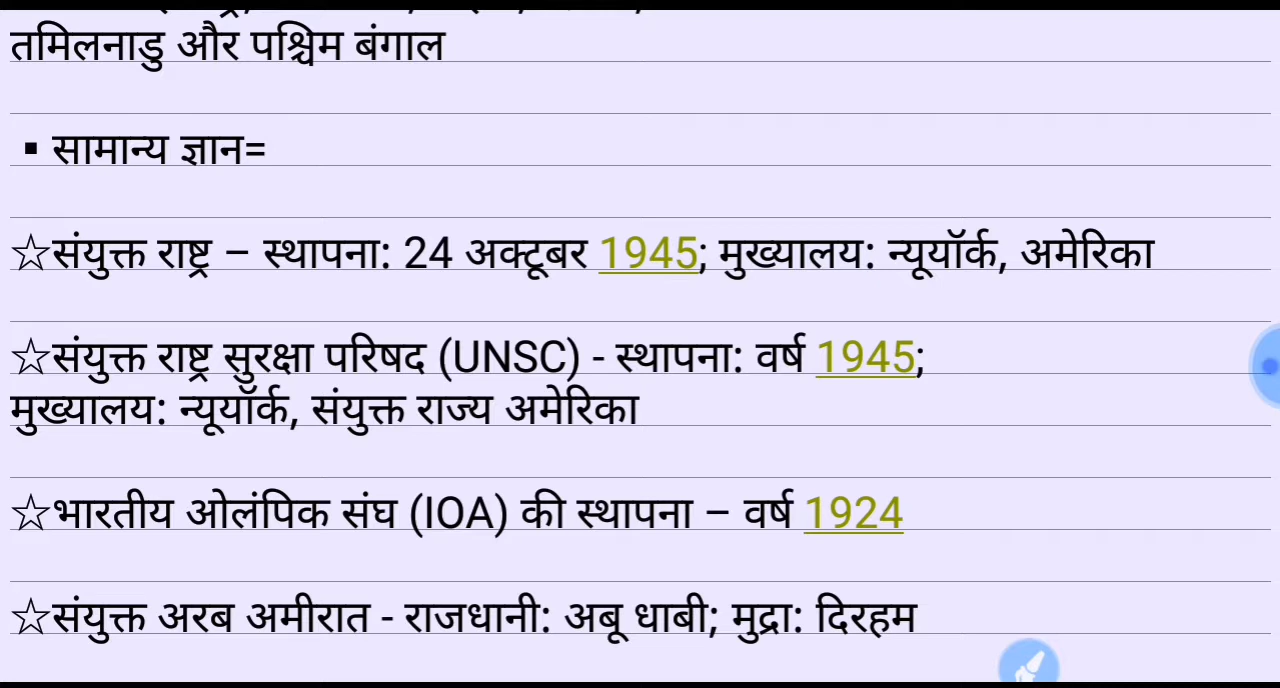 तमिलनाडु और पश्चिम बंगाल
▪ सामान्य ज्ञान=
☆संयुक्त राष्ट्र – स्थापना: 24 अक्टूबर 1945; मुख्यालय: न्यूयॉर्क, अमेरिका
☆संयुक्त राष्ट्र सुरक्षा परिषद (UNSC) - स्थापना: वर्ष 1945;
मुख्यालय: न्यूयॉर्क, संयुक्त राज्य अमेरिका
☆भारतीय ओलंपिक संघ (IOA) की स्थापना – वर्ष 1924
☆संयुक्त अरब अमीरात - राजधानी: अबू धाबी; मुद्रा: दिरहम